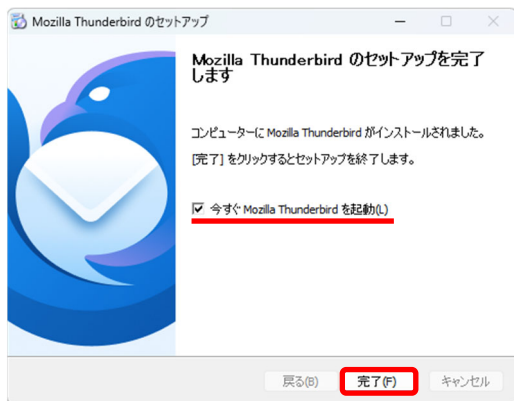 Mozilla Thunderbird のセットアップ
Mozilla Thunderbird のセットアップを完了
します
コンピューターに Mozilla Thunderbird がインストールされました。
[完了] をクリックするとセットアップを終了します。
今すぐ Mozilla Thunderbird を起動(L)
戻る(B) 完了(F) キャンセル